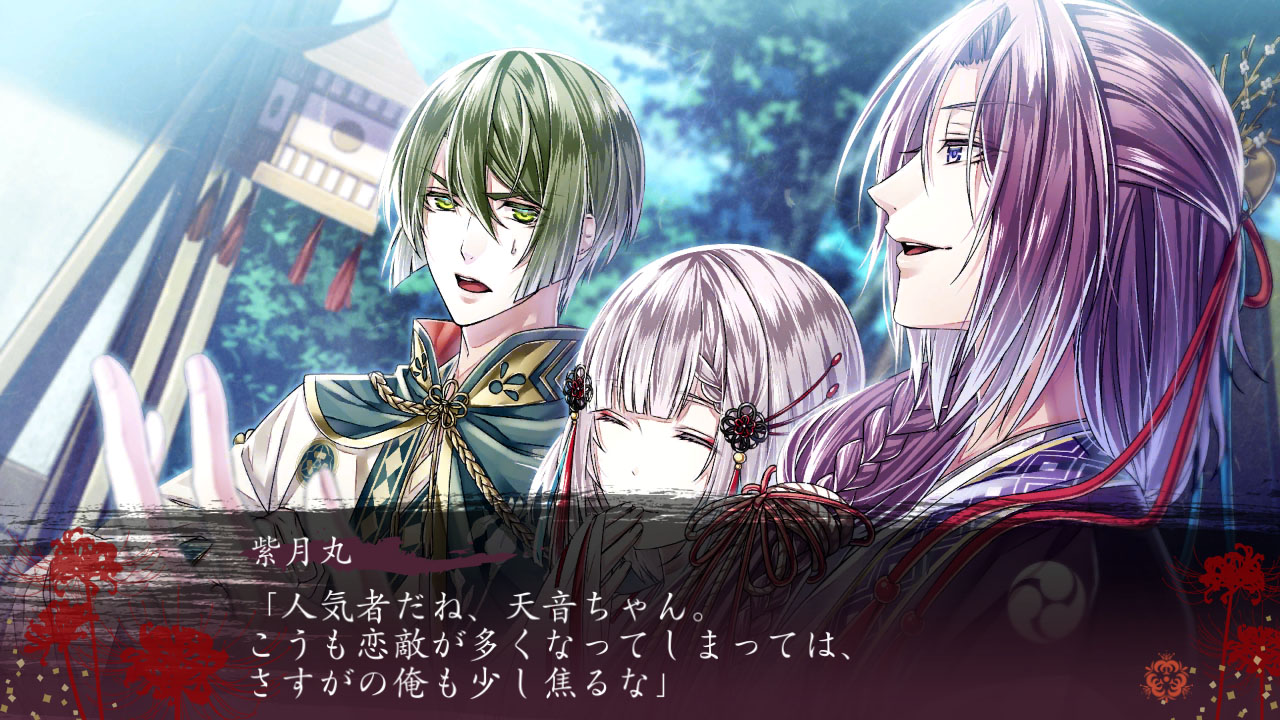 紫月丸
「人気者だね、天音ちゃん。
こうも恋敵が多くなってしまっては、
さすがの俺も少し焦るな」